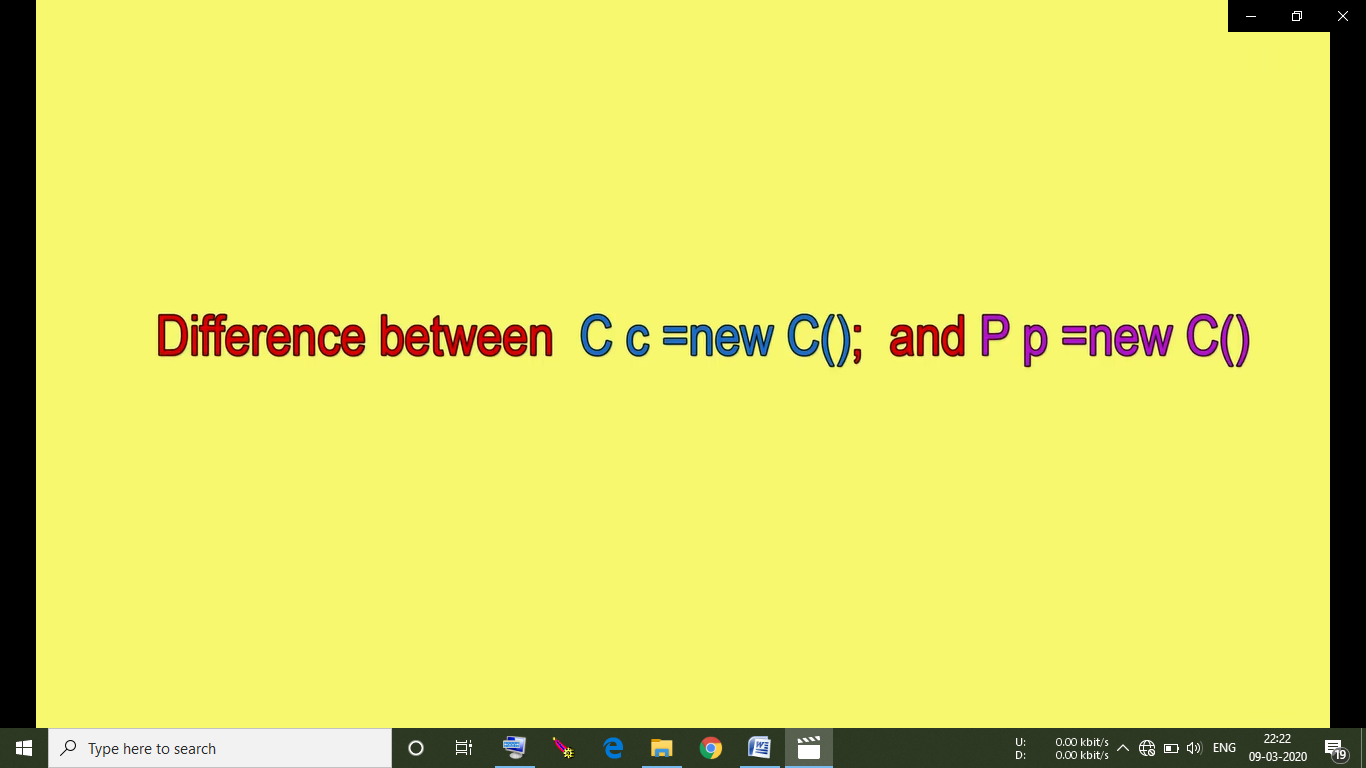 Difference between C c =new C(); and P p =new C()
Type here to search
U: 0.00 kbit/s
D: 0.00 kbit/s
ENG
22:22
09-03-2020
19